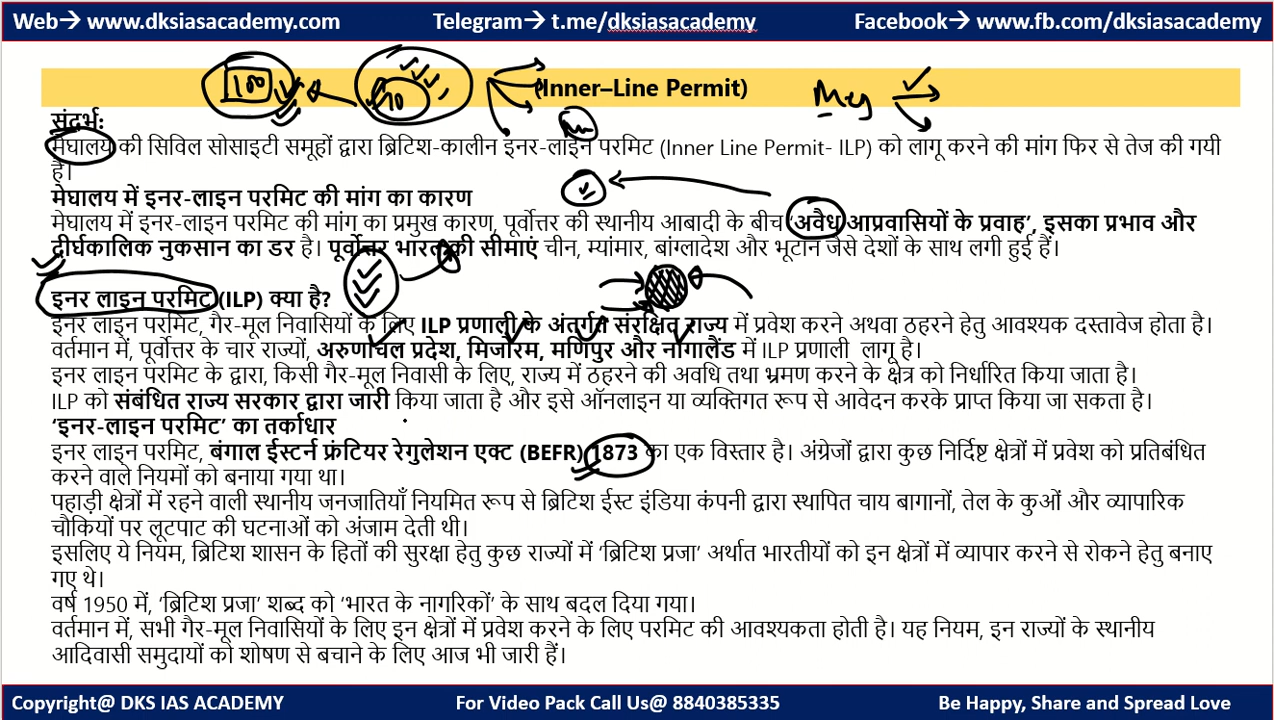 Web→ www.dksiasacademy.com Telegram→ t.me/dksiasacademy Facebook→ www.fb.com/dksiasacademy
100 10 (Inner–Line Permit) Meg
संदर्भ:
मेघालय की सिविल सोसाइटी समूहों द्वारा ब्रिटिश-कालीन इनर-लाइन परमिट (Inner Line Permit- ILP) को लागू करने की मांग फिर से तेज की गयी
है।
मेघालय में इनर-लाइन परमिट की मांग का कारण
मेघालय में इनर-लाइन परमिट की मांग का प्रमुख कारण, पूर्वोत्तर की स्थानीय आबादी के बीच ‘अवैध आप्रवासियों के प्रवाह’, इसका प्रभाव और
दीर्घकालिक नुकसान का डर है। पूर्वोत्तर भारत की सीमाएं चीन, म्यांमार, बांग्लादेश और भूटान जैसे देशों के साथ लगी हुई हैं।
इनर लाइन परमिट (ILP) क्या है?
इनर लाइन परमिट, गैर-मूल निवासियों के लिए ILP प्रणाली के अंतर्गत संरक्षित राज्य में प्रवेश करने अथवा ठहरने हेतु आवश्यक दस्तावेज होता है।
वर्तमान में, पूर्वोत्तर के चार राज्यों, अरुणाचल प्रदेश, मिजोरम, मणिपुर और नागालैंड में ILP प्रणाली लागू है।
इनर लाइन परमिट के द्वारा, किसी गैर-मूल निवासी के लिए, राज्य में ठहरने की अवधि तथा भ्रमण करने के क्षेत्र को निर्धारित किया जाता है।
ILP को संबंधित राज्य सरकार द्वारा जारी किया जाता है और इसे ऑनलाइन या व्यक्तिगत रूप से आवेदन करके प्राप्त किया जा सकता है।
‘इनर-लाइन परमिट’ का तर्काधार
इनर लाइन परमिट, बंगाल ईस्टर्न फ्रंटियर रेगुलेशन एक्ट (BEFR) 1873 का एक विस्तार है। अंग्रेजों द्वारा कुछ निर्दिष्ट क्षेत्रों में प्रवेश को प्रतिबंधित
करने वाले नियमों को बनाया गया था।
पहाड़ी क्षेत्रों में रहने वाली स्थानीय जनजातियाँ नियमित रूप से ब्रिटिश ईस्ट इंडिया कंपनी द्वारा स्थापित चाय बागानों, तेल के कुओं और व्यापारिक
चौकियों पर लूटपाट की घटनाओं को अंजाम देती थी।
इसलिए ये नियम, ब्रिटिश शासन के हितों की सुरक्षा हेतु कुछ राज्यों में ‘ब्रिटिश प्रजा’ अर्थात भारतीयों को इन क्षेत्रों में व्यापार करने से रोकने हेतु बनाए
गए थे।
वर्ष 1950 में, ‘ब्रिटिश प्रजा’ शब्द को ‘भारत के नागरिकों’ के साथ बदल दिया गया।
वर्तमान में, सभी गैर-मूल निवासियों के लिए इन क्षेत्रों में प्रवेश करने के लिए परमिट की आवश्यकता होती है। यह नियम, इन राज्यों के स्थानीय
आदिवासी समुदायों को शोषण से बचाने के लिए आज भी जारी हैं।
Copyright@ DKS IAS ACADEMY For Video Pack Call Us@ 8840385335 Be Happy, Share and Spread Love